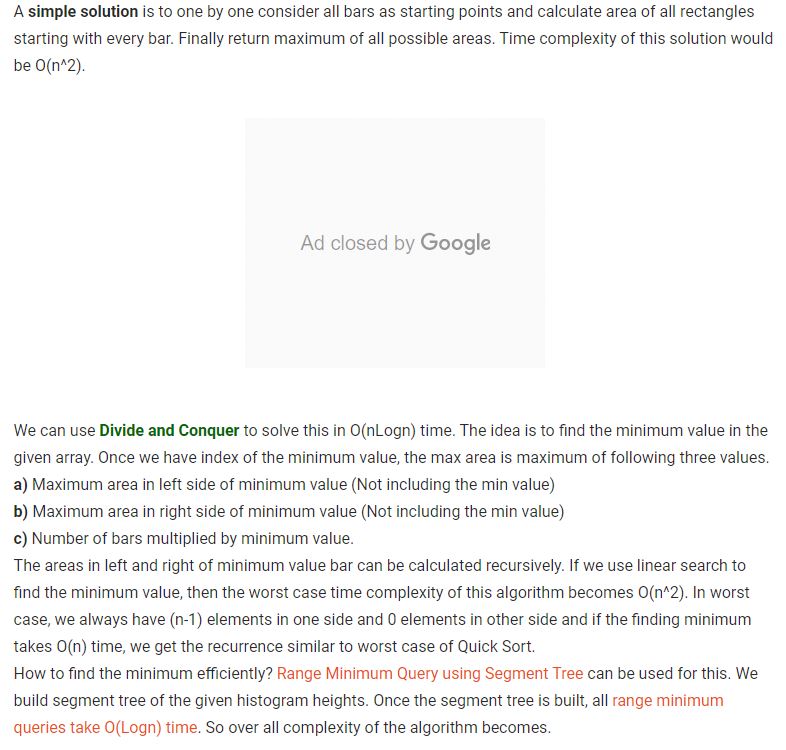 A simple solution is to one by one consider all bars as starting points and calculate area of all rectangles
starting with every bar. Finally return maximum of all possible areas. Time complexity of this solution would
be O(n^2).
Ad closed by Google
We can use Divide and Conquer to solve this in O(nLogn) time. The idea is to find the minimum value in the
given array. Once we have index of the minimum value, the max area is maximum of following three values.
a) Maximum area in left side of minimum value (Not including the min value)
b) Maximum area in right side of minimum value (Not including the min value)
c) Number of bars multiplied by minimum value.
The areas in left and right of minimum value bar can be calculated recursively. If we use linear search to
find the minimum value, then the worst case time complexity of this algorithm becomes O(n^2). In worst
case, we always have (n-1) elements in one side and 0 elements in other side and if the finding minimum
takes O(n) time, we get the recurrence similar to worst case of Quick Sort.
How to find the minimum efficiently? Range Minimum Query using Segment Tree can be used for this. We
build segment tree of the given histogram heights. Once the segment tree is built, all range minimum
queries take O(Logn) time. So over all complexity of the algorithm becomes.